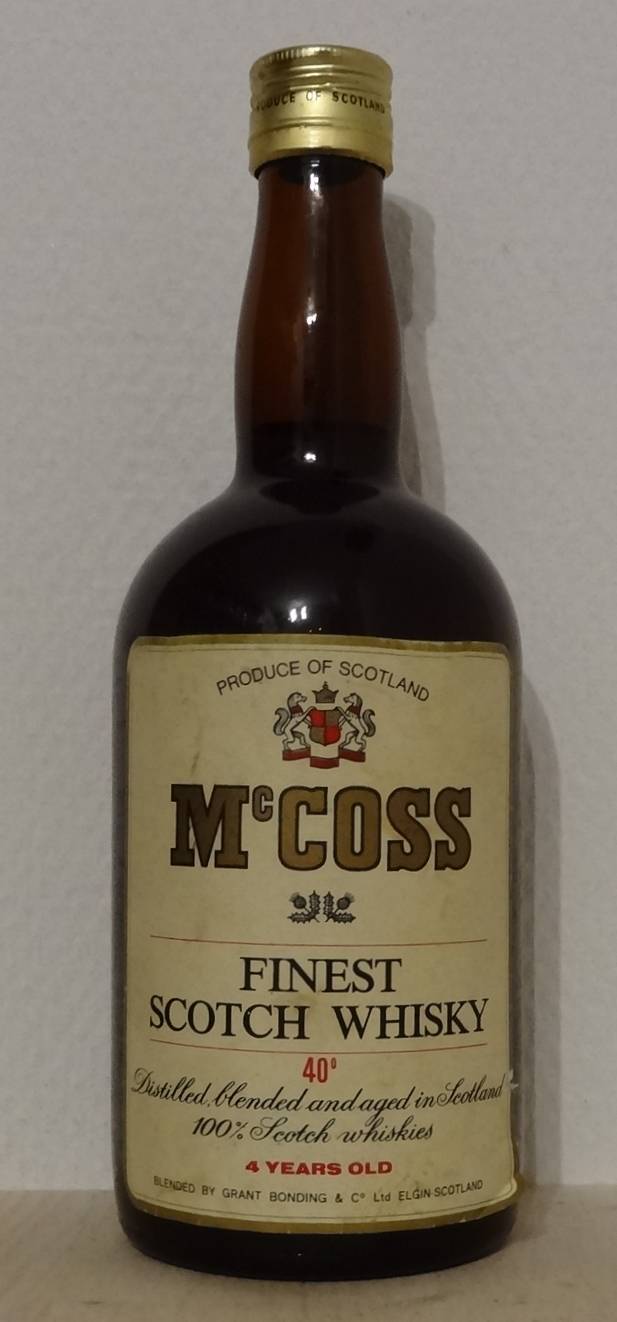 ODUCE OF SCOTLAND
PRODUCE OF SCOTLAND
McCOSS
FINEST
SCOTCH WHISKY
40°
Distilled, blended and aged in Scotland
100% Scotch whiskies
4 YEARS OLD
BLENDED BY GRANT BONDING & Co Ltd ELGIN-SCOTLAND